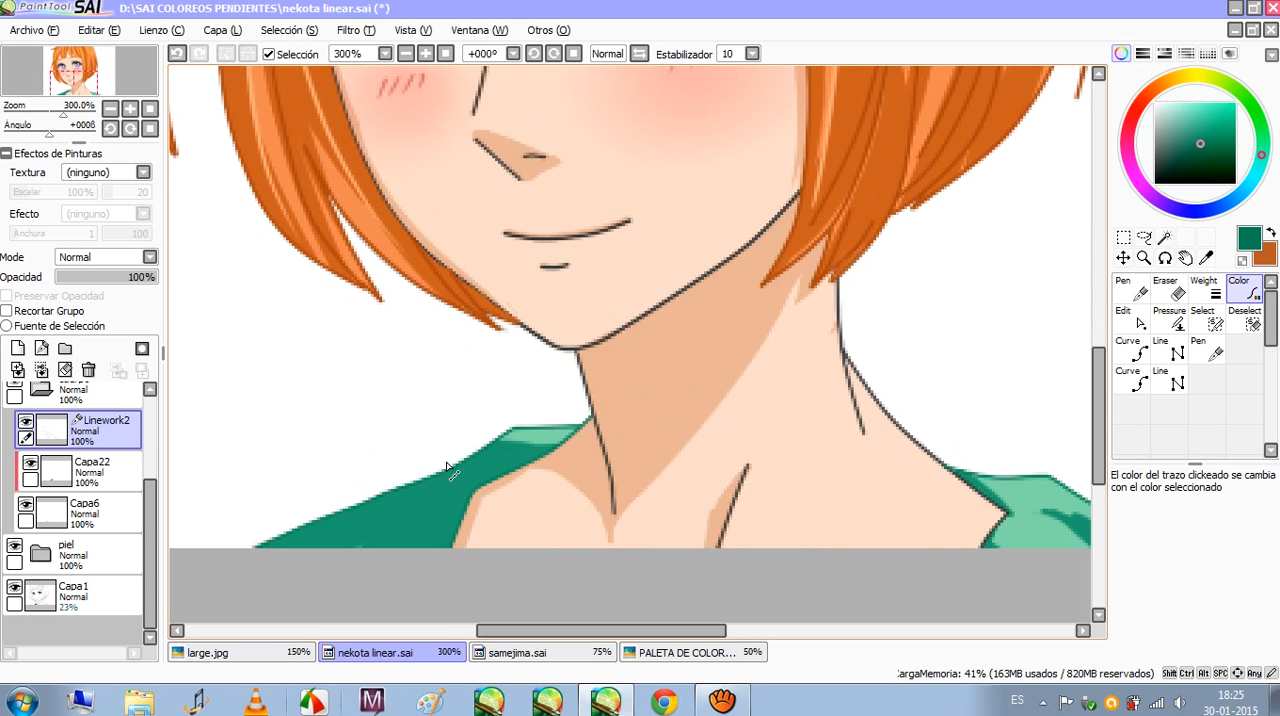 PaintTool SAI D:\SAI COLOREOS PENDIENTES\nekota linear.sai (*)
Archivo (F) Editar (E) Lienzo (C) Capa (L) Selección (S) Filtro (T) Vista (V) Ventana (W) Otros (O)
Selección 300% +000º Normal Estabilizador 10
Zoom 300.0%
Ángulo +000ß
Efectos de Pinturas
Textura (ninguno)
Escalar 100% 20
Efecto (ninguno)
Anchura 1 100
Modo Normal
Opacidad 100%
Preservar Opacidad
Recortar Grupo
Fuente de Selección
Normal
100%
Linework2
Normal
100%
Capa22
Normal
100%
Capa6
Normal
100%
piel
Normal
100%
Capa1
Normal
23%
Pen Eraser Weight Color
Edit Pressure Select Deselect
Curve Line Pen
Curve Line
El color del trazo clickeado se cambia
con el color seleccionado
large.jpg 150% nekota linear.sai 300% samejima.sai 75% PALETA DE COLOR... 50%
CargaMemoria: 41% (163MB usados / 820MB reservados) Shift Ctrl Alt SPC Any
ES 18:25
30-01-2015